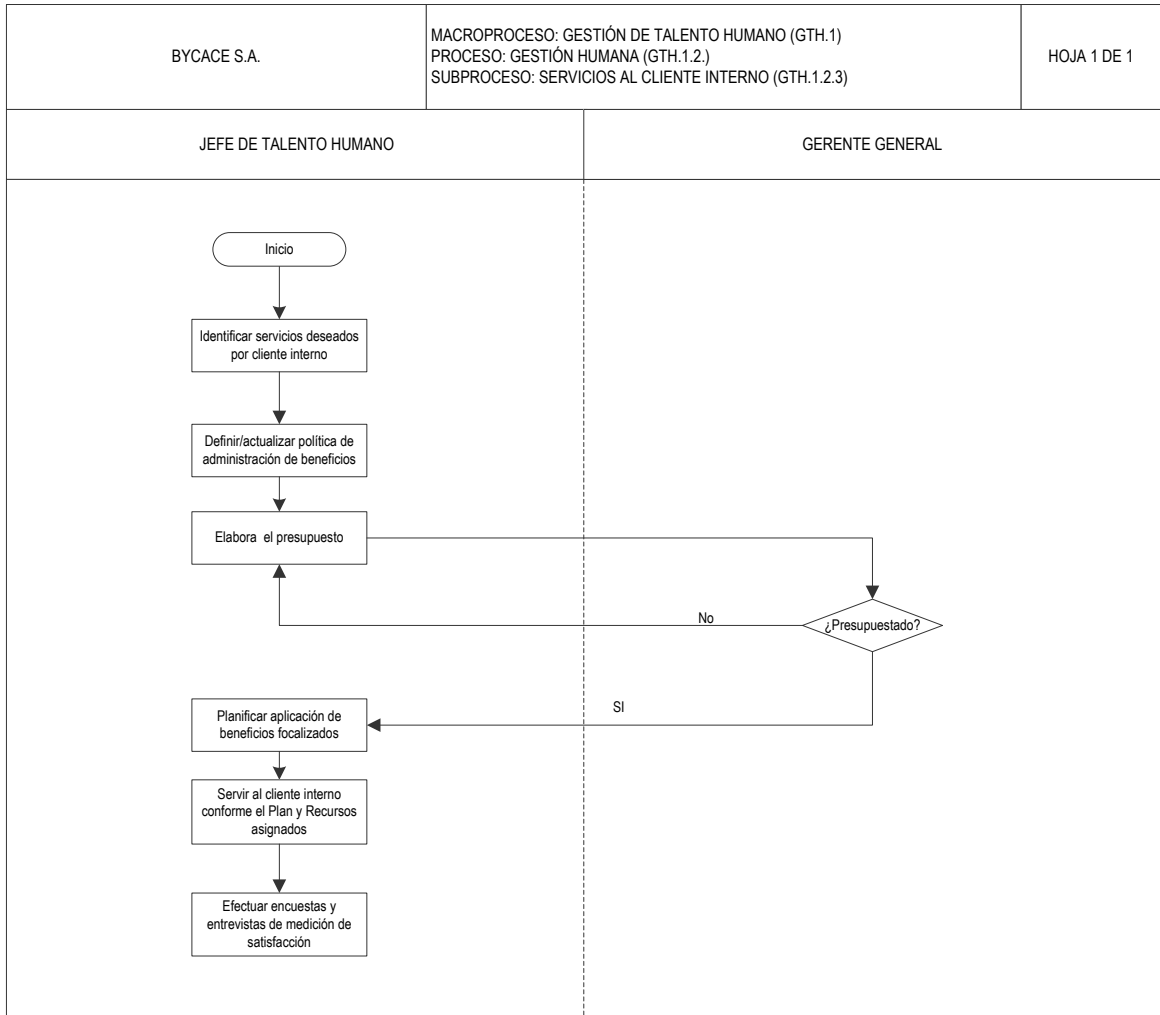 BYCACE S.A.
MACROPROCESO: GESTIÓN DE TALENTO HUMANO (GTH.1)
PROCESO: GESTIÓN HUMANA (GTH.1.2.)
SUBPROCESO: SERVICIOS AL CLIENTE INTERNO (GTH.1.2.3)
HOJA 1 DE 1
JEFE DE TALENTO HUMANO
GERENTE GENERAL
Inicio
Identificar servicios deseados
por cliente interno
Definir/actualizar política de
administración de beneficios
Elabora el presupuesto
No
¿Presupuestado?
SI
Planificar aplicación de
beneficios focalizados
Servir al cliente interno
conforme el Plan y Recursos
asignados
Efectuar encuestas y
entrevistas de medición de
satisfacción